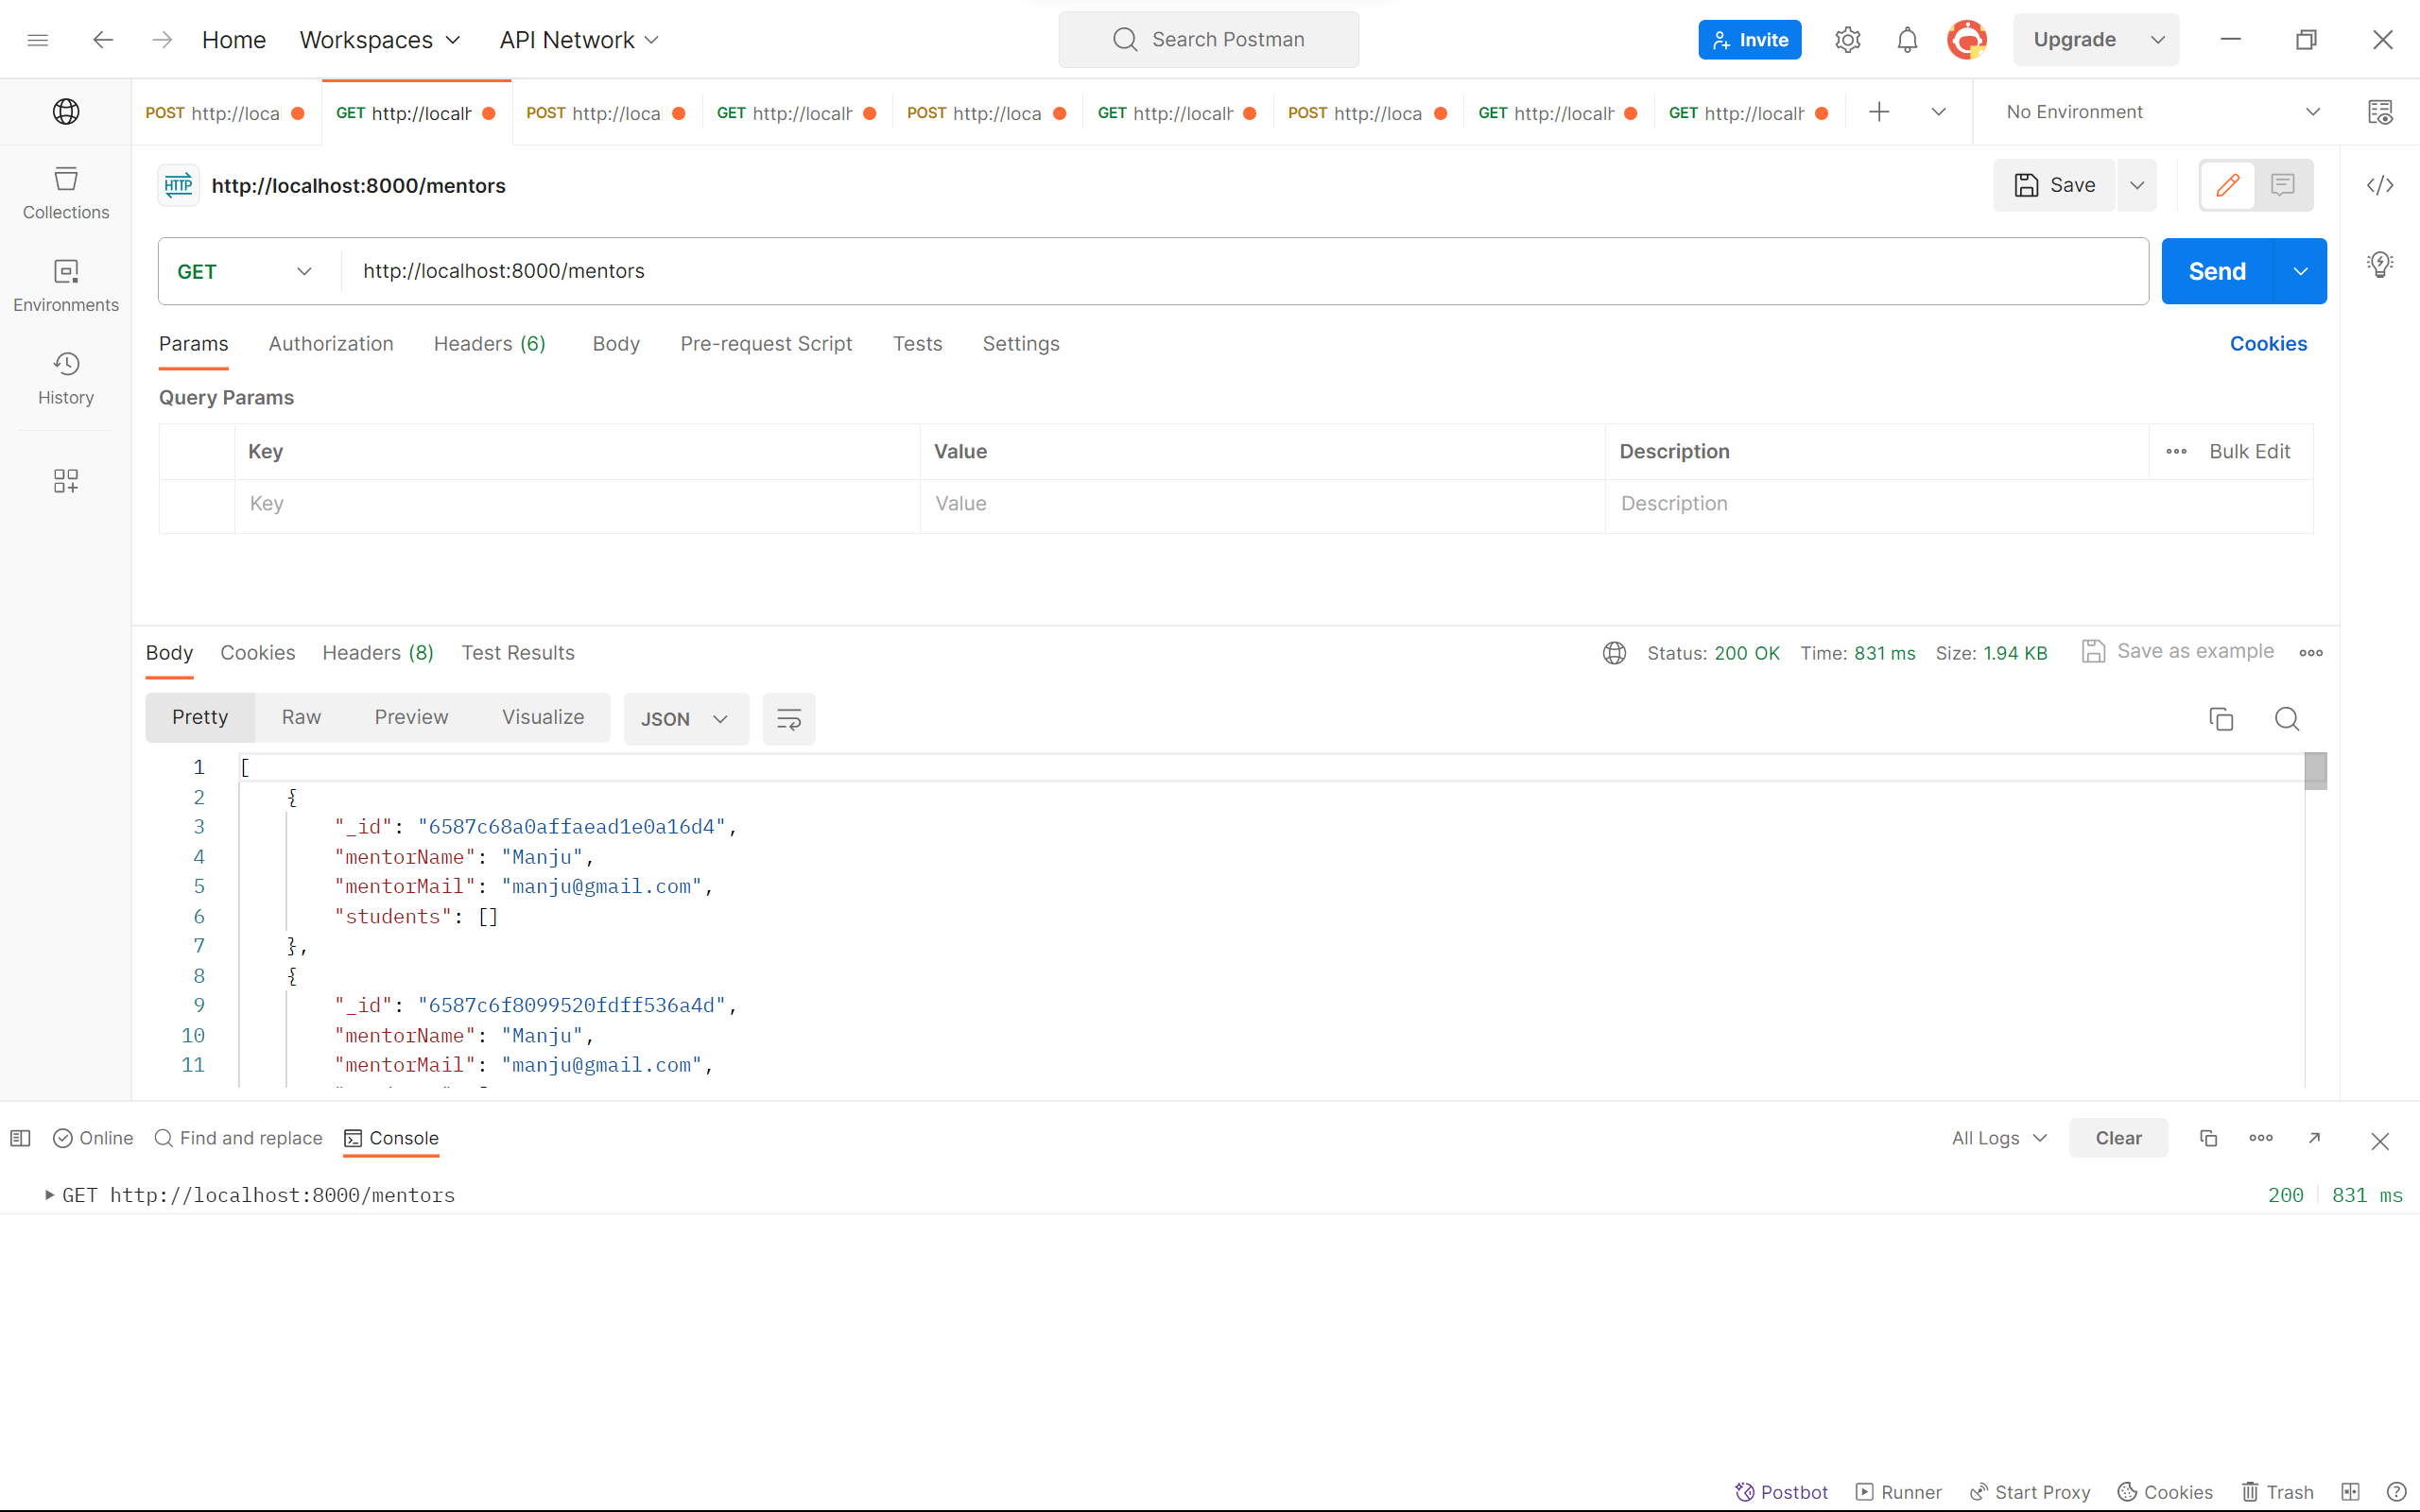 Home Workspaces API Network Search Postman Invite Upgrade
POST http://loca GET http://localh POST http://loca GET http://localh POST http://loca GET http://localh POST http://loca GET http://localh GET http://localh No Environment
Collections
Environments
History
HTTP http://localhost:8000/mentors Save
GET http://localhost:8000/mentors Send
Params Authorization Headers (6) Body Pre-request Script Tests Settings Cookies
Query Params
Key Value Description Bulk Edit
Key Value Description
Body Cookies Headers (8) Test Results Status: 200 OK Time: 831 ms Size: 1.94 KB Save as example
Pretty Raw Preview Visualize JSON
1 [
2 {
3 "_id": "6587c68a0affaead1e0a16d4",
4 "mentorName": "Manju",
5 "mentorMail": "manju@gmail.com",
6 "students": []
7 },
8 {
9 "_id": "6587c6f8099520fdff536a4d",
10 "mentorName": "Manju",
11 "mentorMail": "manju@gmail.com",
Online Find and replace Console All Logs Clear
GET http://localhost:8000/mentors 200 831 ms
Postbot Runner Start Proxy Cookies Trash